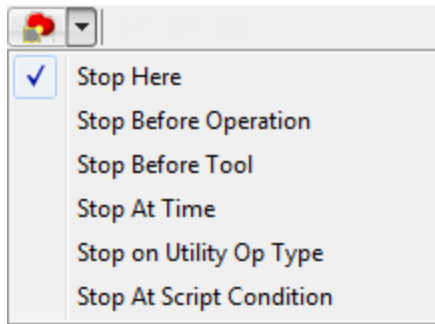 Stop Here
Stop Before Operation
Stop Before Tool
Stop At Time
Stop on Utility Op Type
Stop At Script Condition